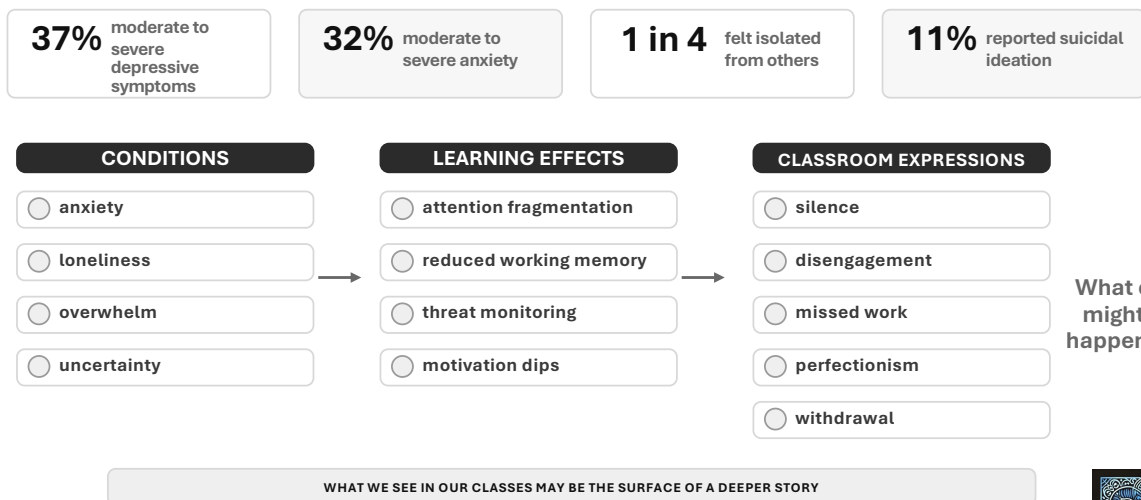 37% moderate to
severe
depressive
symptoms
32% moderate to
severe anxiety
1 in 4 felt isolated
from others
11% reported suicidal
ideation
CONDITIONS
anxiety
loneliness
overwhelm
uncertainty
LEARNING EFFECTS
attention fragmentation
reduced working memory
threat monitoring
motivation dips
CLASSROOM EXPRESSIONS
silence
disengagement
missed work
perfectionism
withdrawal
What
might
WHAT WE SEE IN OUR CLASSES MAY BE THE SURFACE OF A DEEPER STORY